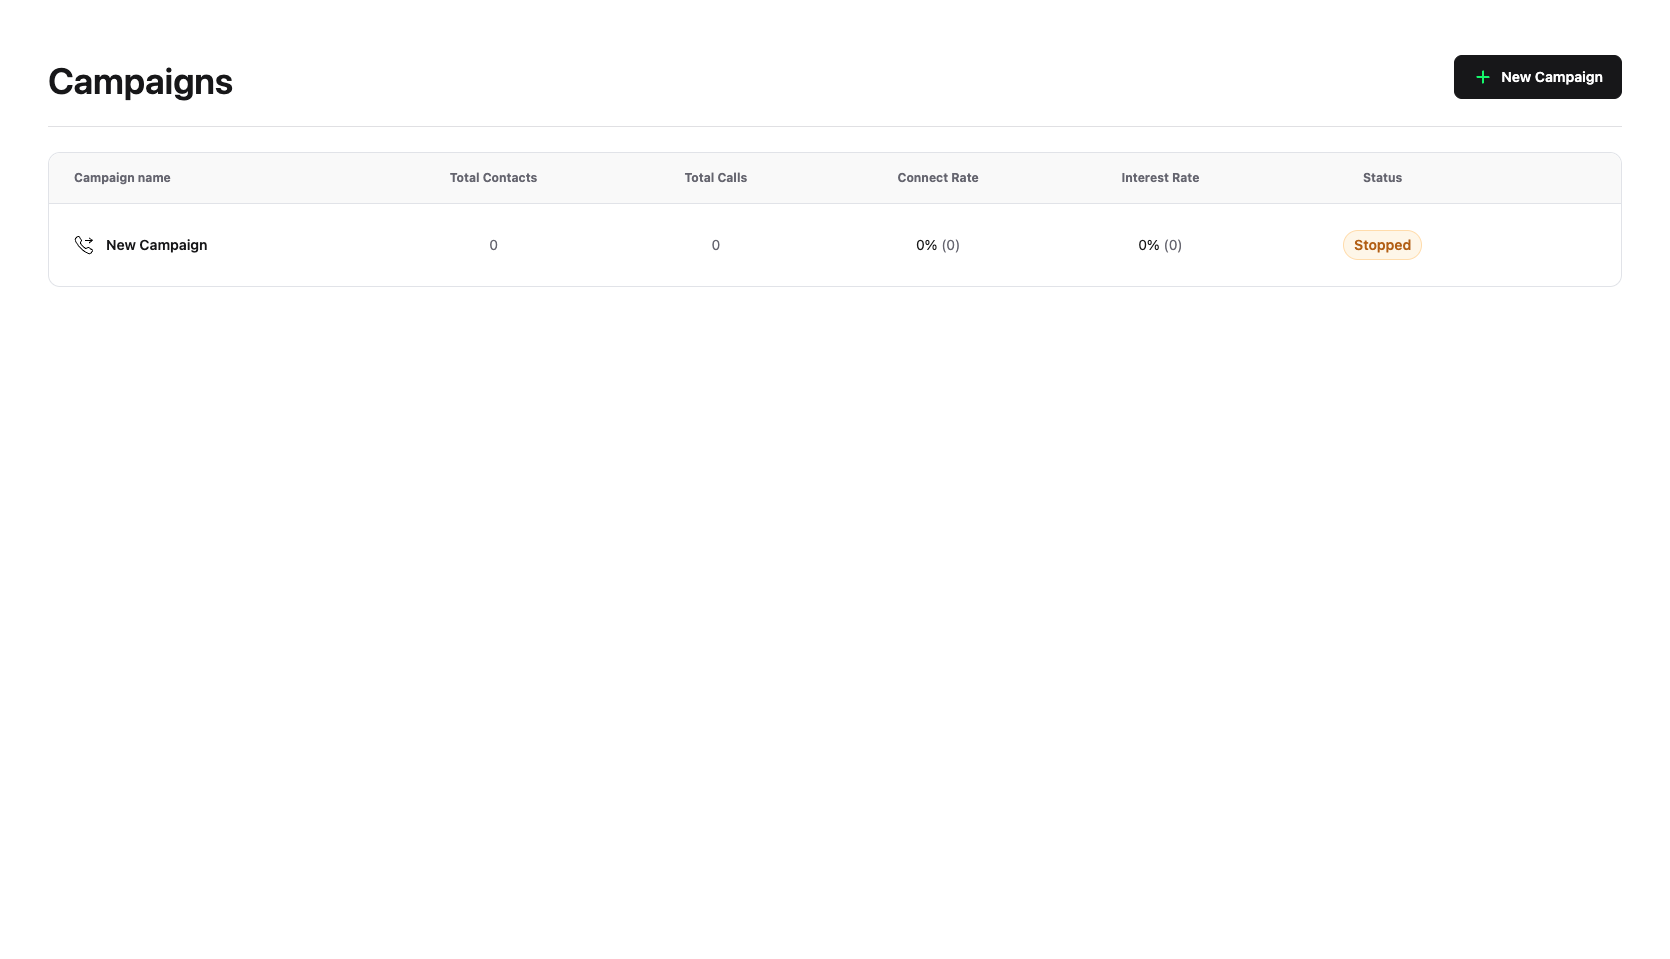 Campaigns
New Campaign
Campaign name Total Contacts Total Calls Connect Rate Interest Rate Status
New Campaign 0 0 0% (0) 0% (0) Stopped